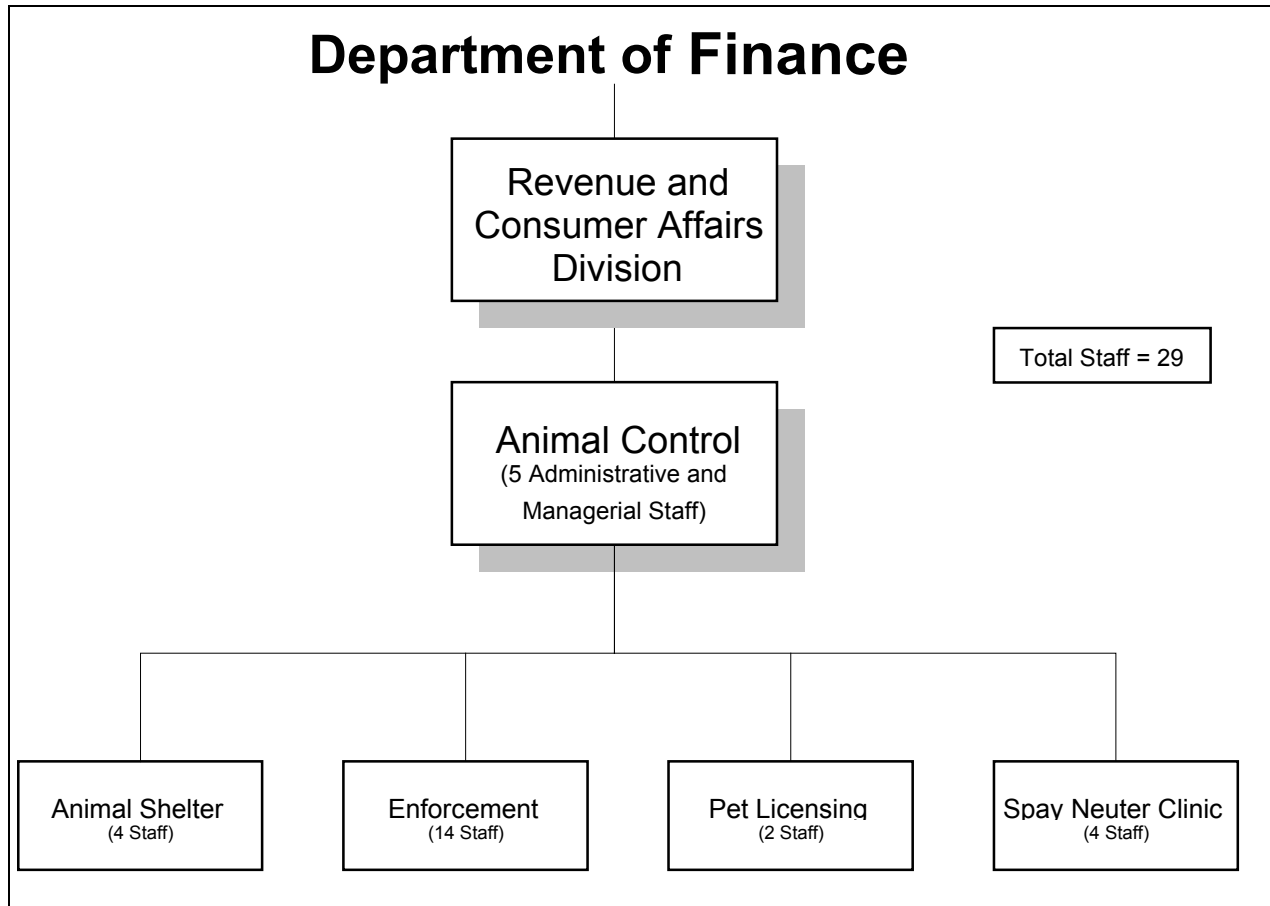 Department of Finance
Revenue and
Consumer Affairs
Division
Total Staff = 29
Animal Control
(5 Administrative and
Managerial Staff)
Animal Shelter
(4 Staff)
Enforcement
(14 Staff)
Pet Licensing
(2 Staff)
Spay Neuter Clinic
(4 Staff)